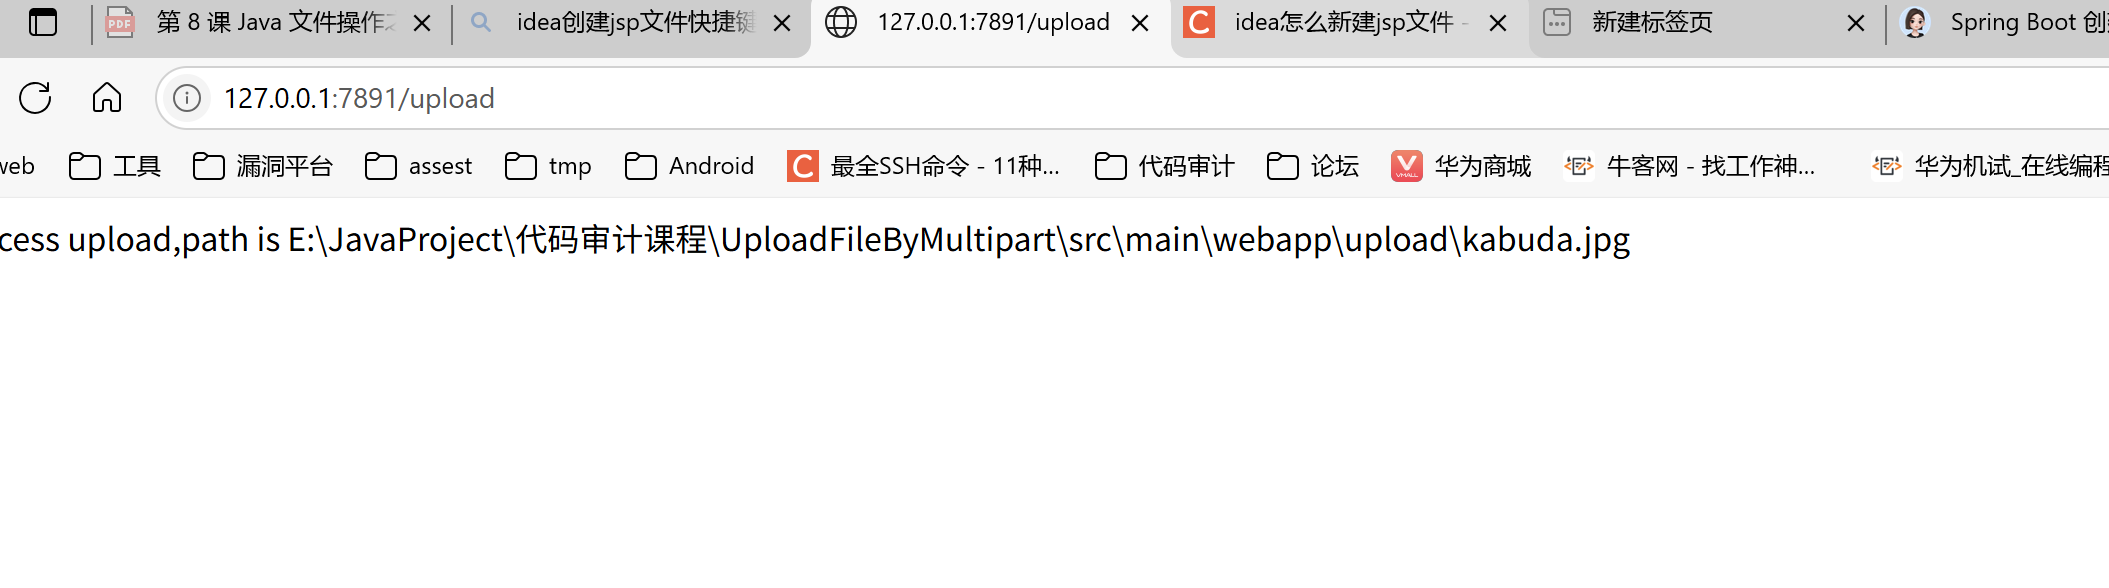 第 8 课 Java 文件操作 idea创建jsp文件快捷键 127.0.0.1:7891/upload idea怎么新建jsp文件 - 新建标签页 Spring Boot 创
127.0.0.1:7891/upload
web 工具 漏洞平台 assest tmp Android 最全SSH命令 - 11种... 代码审计 论坛 华为商城 牛客网 - 找工作神... 华为机试_在线编程
cess upload,path is E:\JavaProject\代码审计课程\UploadFileByMultipart\src\main\webapp\upload\kabuda.jpg